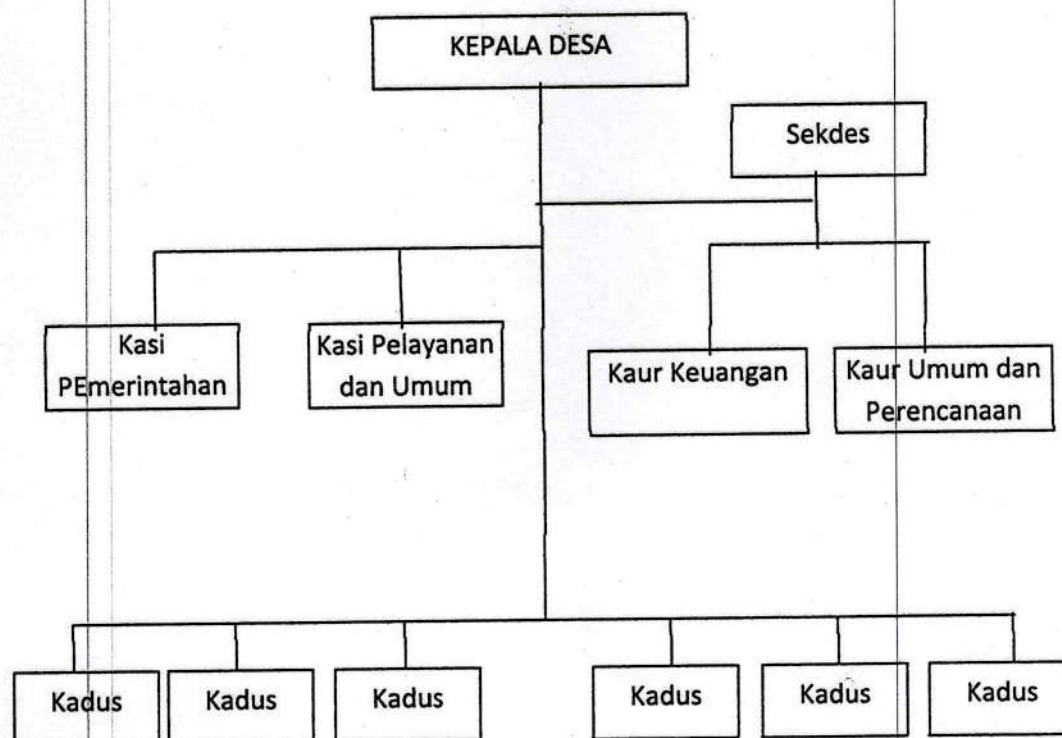 KEPALA DESA
Sekdes
Kasi
PEmerintahan
Kasi Pelayanan
dan Umum
Kaur Keuangan
Kaur Umum dan
Perencanaan
Kadus
Kadus
Kadus
Kadus
Kadus
Kadus